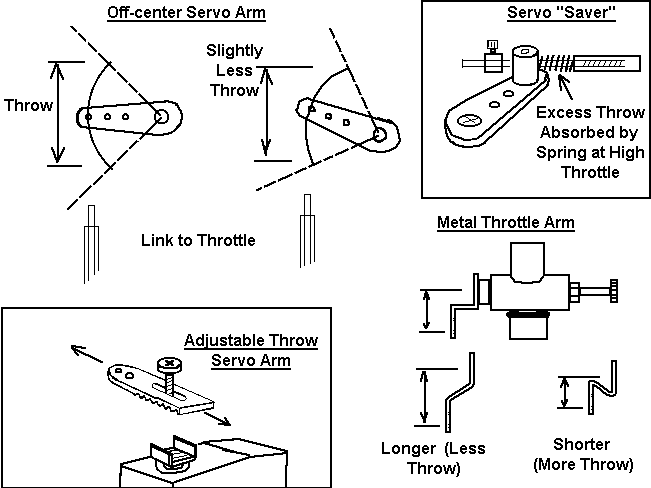 Off-center Servo Arm
Throw
Slightly
Less
Throw
Link to Throttle
Servo "Saver"
Excess Throw
Absorbed by
Spring at High
Throttle
Metal Throttle Arm
Longer (Less
Throw)
Shorter
(More Throw)
Adjustable Throw
Servo Arm